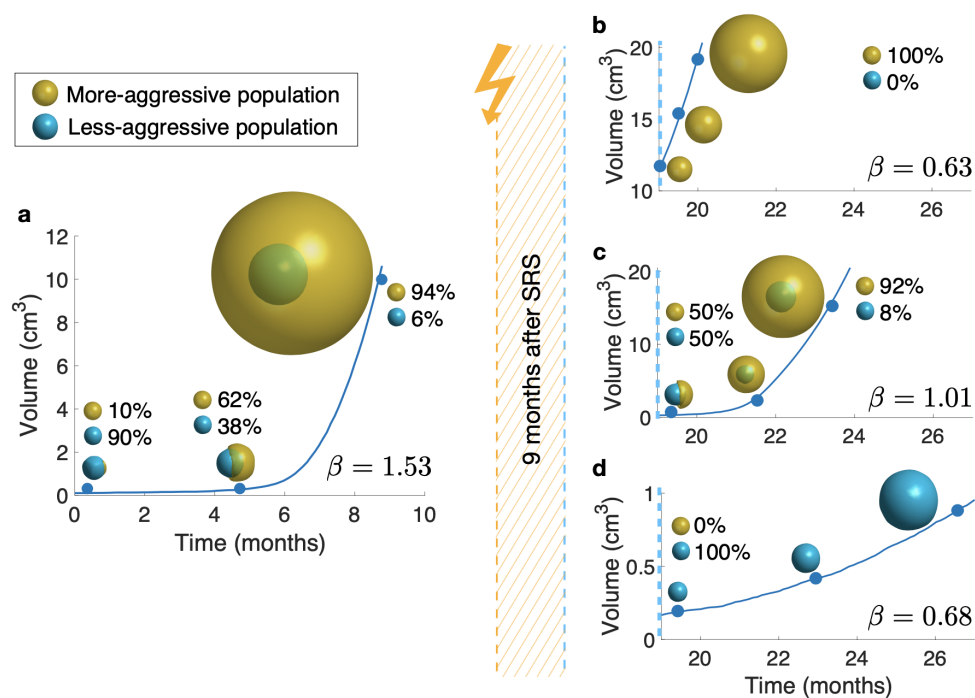 More-aggressive population
Less-aggressive population
a
12
10
8
6
4
2
0
Volume (cm³)
0 2 4 6 8 10
Time (months)
10%
90%
62%
38%
94%
6%
β = 1.53
9 months after SRS
b
20
15
10
Volume (cm³)
20 22 24 26
100%
0%
β = 0.63
c
20
10
0
Volume (cm³)
20 22 24 26
50%
50%
92%
8%
β = 1.01
d
1
0.5
0
Volume (cm³)
20 22 24 26
Time (months)
0%
100%
β = 0.68